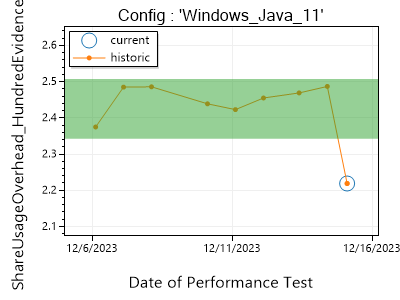 Config : 'Windows_Java_11'
current
historic
2.6
2.5
2.4
2.3
2.2
2.1
ShareUsageOverhead_HundredEvidence
12/6/2023
12/11/2023
12/16/2023
Date of Performance Test